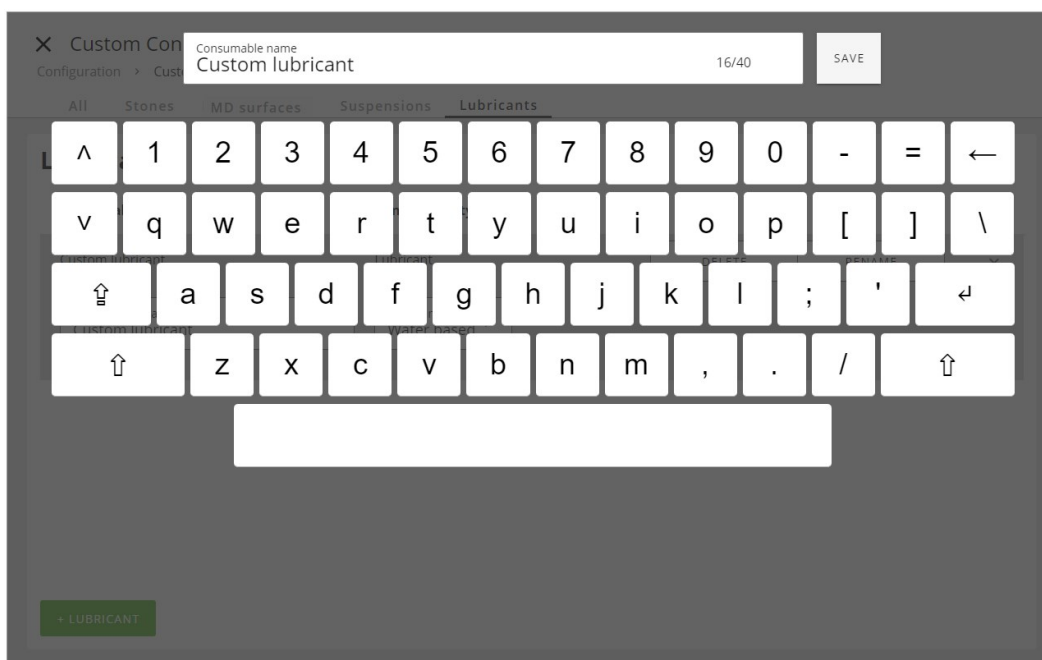 Custom Con
Consumable name
Custom lubricant
16/40
SAVE
Configuration > Custo
All Stones MD surfaces Suspensions Lubricants
^ 1 2 3 4 5 6 7 8 9 0 - = ←
v q w e r t y u i o p [ ] \
Custom lubricant Lubricant DELETE RENAME
⇪ a s d f g h j k l ; ' ↵
Custom lubricant Water based
⇧ z x c v b n m , . / ⇧
+ LUBRICANT